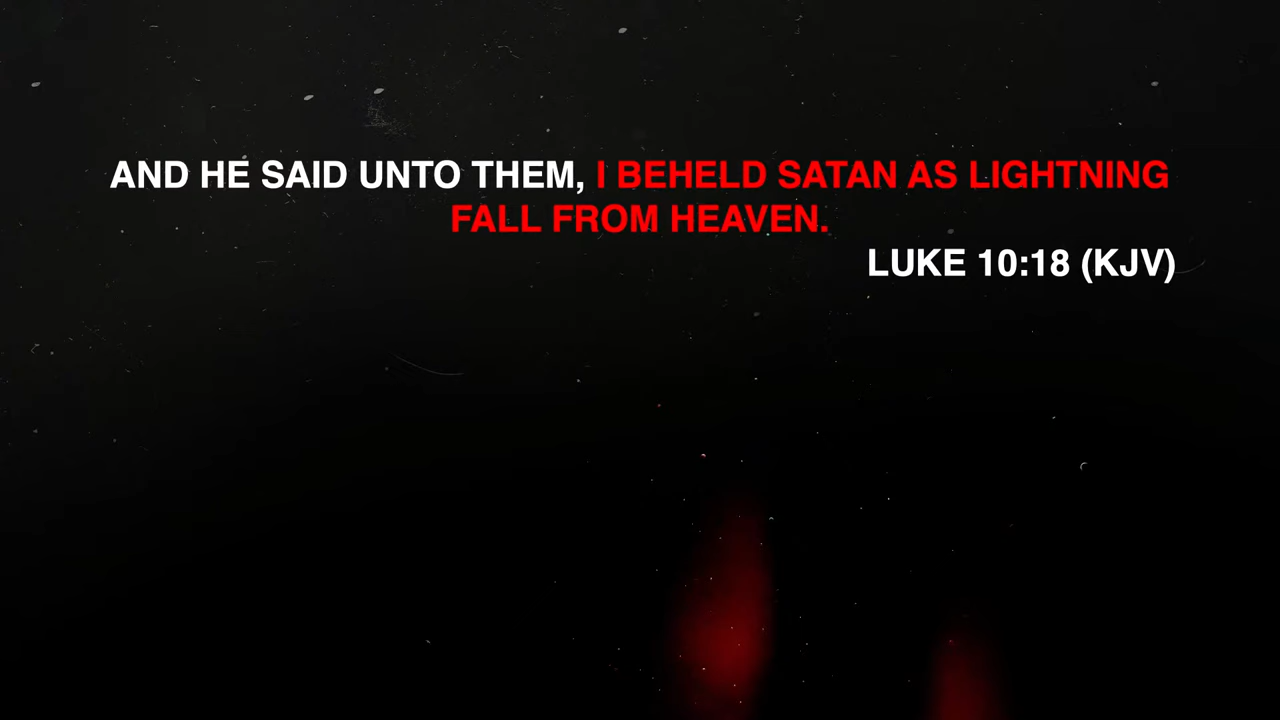 AND HE SAID UNTO THEM, I BEHELD SATAN AS LIGHTNING
FALL FROM HEAVEN.
LUKE 10:18 (KJV)